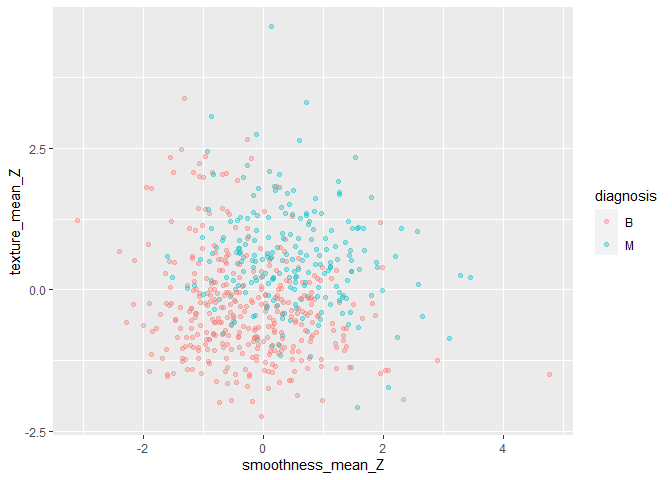 texture_mean_Z
2.5
0.0
-2.5
-2 0 2 4
smoothness_mean_Z
diagnosis
B
M